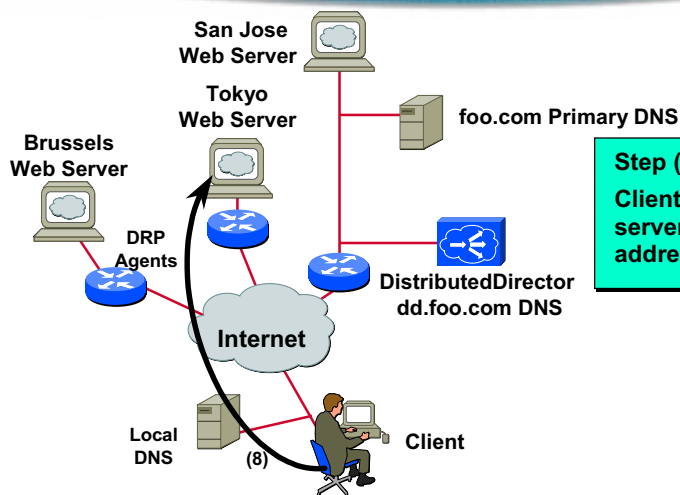 San Jose
Web Server
Tokyo
Web Server
foo.com Primary DNS
Brussels
Web Server
Step (
Client
server
addre
DRP
Agents
DistributedDirector
dd.foo.com DNS
Internet
Local
DNS
(8)
Client